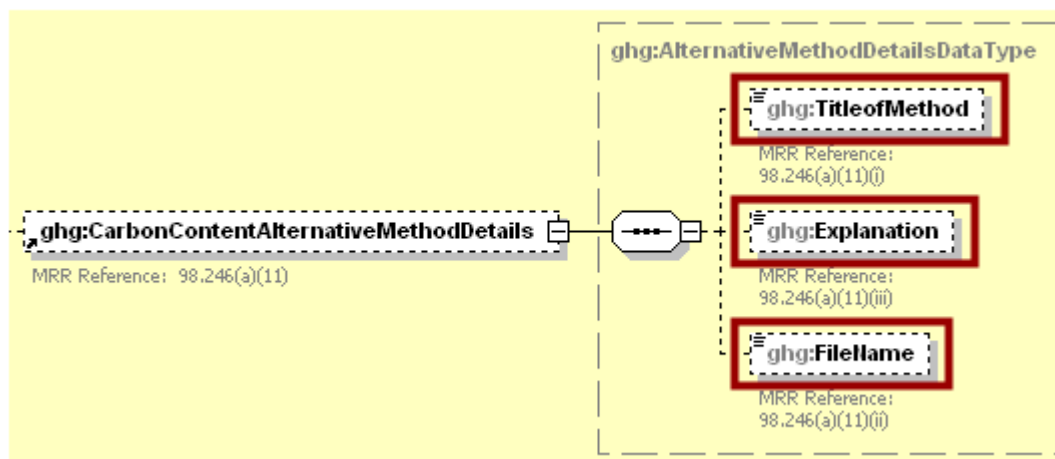 ghg:AlternativeMethodDetailsDataType
ghg:TitleofMethod
MRR Reference:
98.246(a)(11)(i)
ghg:CarbonContentAlternativeMethodDetails
MRR Reference: 98.246(a)(11)
ghg:Explanation
MRR Reference:
98.246(a)(11)(iii)
ghg:FileName
MRR Reference:
98.246(a)(11)(ii)